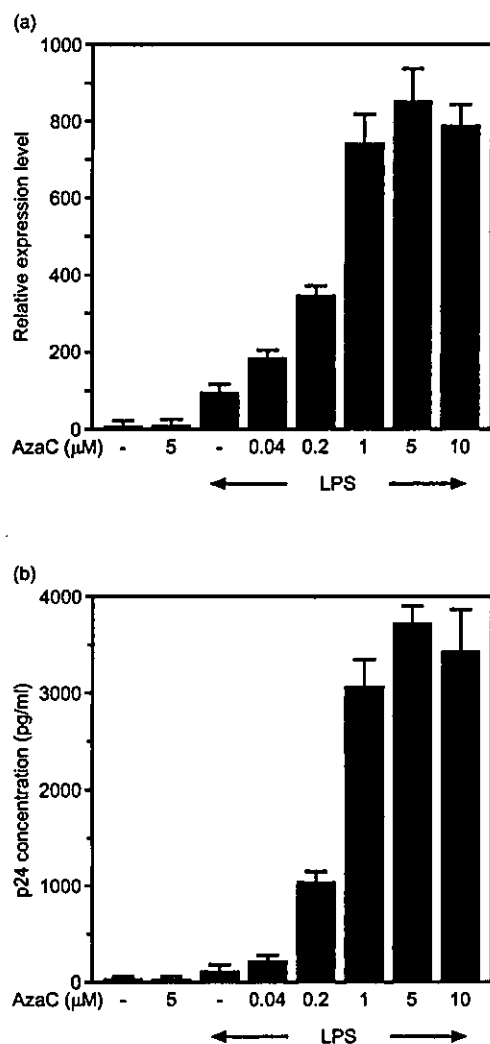 (a)
1000
800
600
400
200
0
Relative expression level
AzaC (μM) - 5 - 0.04 0.2 1 5 10
LPS
(b)
4000
3000
2000
1000
0
p24 concentration (pg/ml)
AzaC (μM) - 5 - 0.04 0.2 1 5 10
LPS